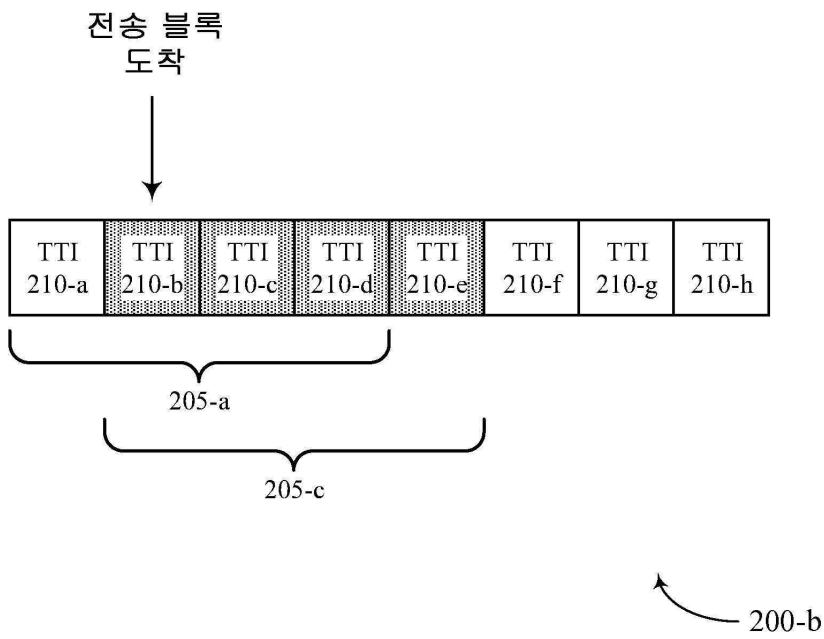 전송 블록
도착
TTI 210-a
TTI 210-b
TTI 210-c
TTI 210-d
TTI 210-e
TTI 210-f
TTI 210-g
TTI 210-h
205-a
205-c
200-b